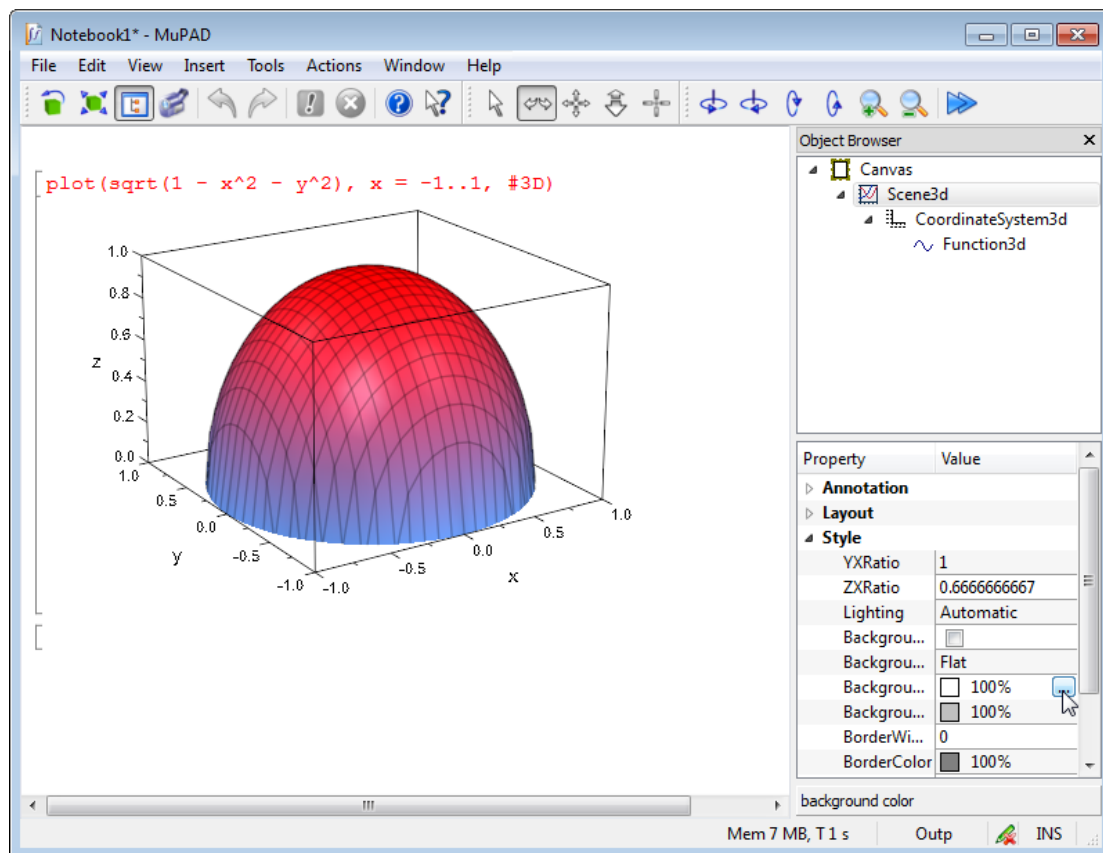 Notebook1* - MuPAD
File Edit View Insert Tools Actions Window Help
Object Browser
Canvas
Scene3d
CoordinateSystem3d
Function3d
plot(sqrt(1 - x^2 - y^2), x = -1..1, #3D)
1.0
0.8
0.6
z
0.4
0.2
0.0
1.0
0.5
0.0
y
-0.5
-1.0
-1.0
-0.5
0.0
x
0.5
1.0
Property Value
Annotation
Layout
Style
YXRatio 1
ZXRatio 0.6666666667
Lighting Automatic
Backgrou...
Backgrou... Flat
Backgrou... 100% ...
Backgrou... 100%
BorderWi... 0
BorderColor 100%
background color
Mem 7 MB, T 1 s Outp INS